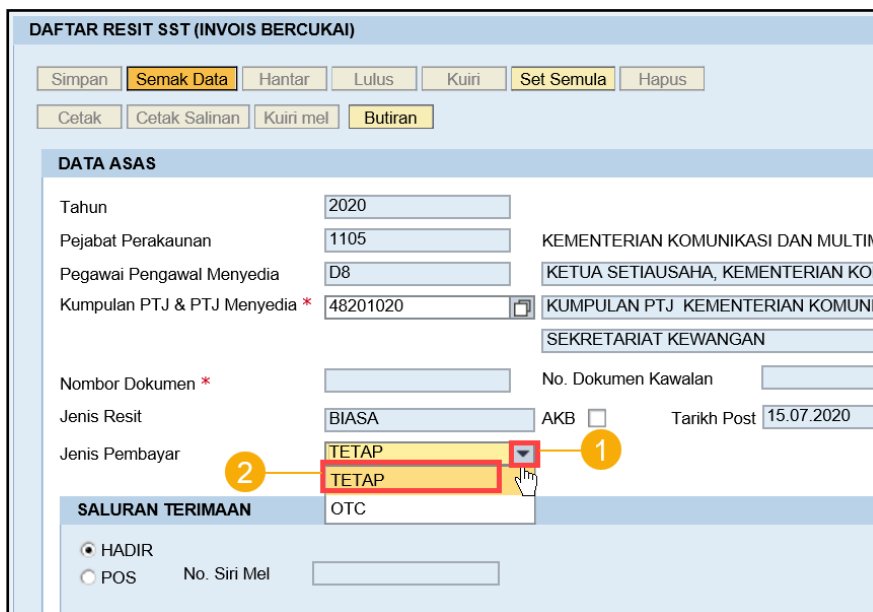 DAFTAR RESIT SST (INVOIS BERCUKAI)
Simpan Semak Data Hantar Lulus Kuiri Set Semula Hapus
Cetak Cetak Salinan Kuiri mel Butiran
DATA ASAS
Tahun 2020
Pejabat Perakaunan 1105 KEMENTERIAN KOMUNIKASI DAN MULTIM
Pegawai Pengawal Menyedia D8 KETUA SETIAUSAHA, KEMENTERIAN KO
Kumpulan PTJ & PTJ Menyedia * 48201020 KUMPULAN PTJ KEMENTERIAN KOMUNI
SEKRETARIAT KEWANGAN
Nombor Dokumen * No. Dokumen Kawalan
Jenis Resit BIASA AKB Tarikh Post 15.07.2020
Jenis Pembayar TETAP 1
2 TETAP
SALURAN TERIMAAN OTC
HADIR
POS No. Siri Mel